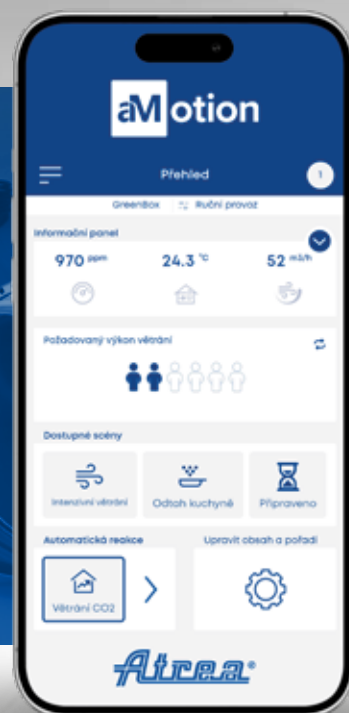 aMotion
Přehled
1
GreenBox Ruční provoz
Informační panel
970 ppm 24.3 °C 52 m3/h
Požadovaný výkon větrání
Dostupné scény
Intenzivní větrání Odtah kuchyně Připraveno
Automatická reakce Upravit obsah a pořadí
Větrání CO2
Atrea®